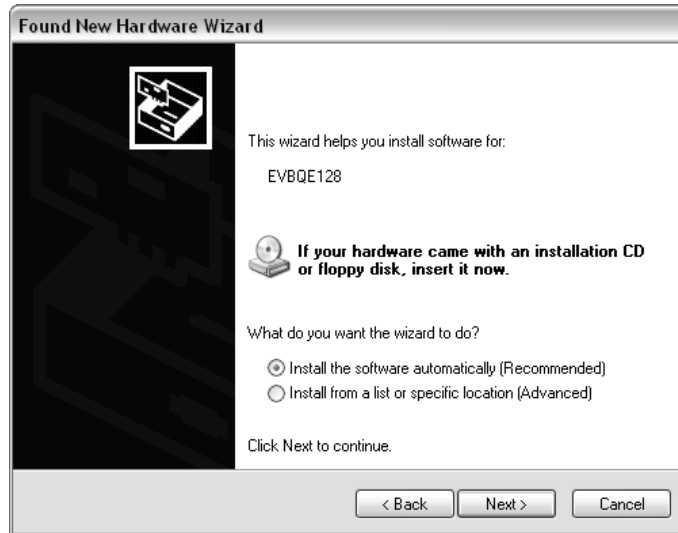 Found New Hardware Wizard
This wizard helps you install software for:
EVBQE128
If your hardware came with an installation CD
or floppy disk, insert it now.
What do you want the wizard to do?
Install the software automatically (Recommended)
Install from a list or specific location (Advanced)
Click Next to continue.
< Back Next > Cancel